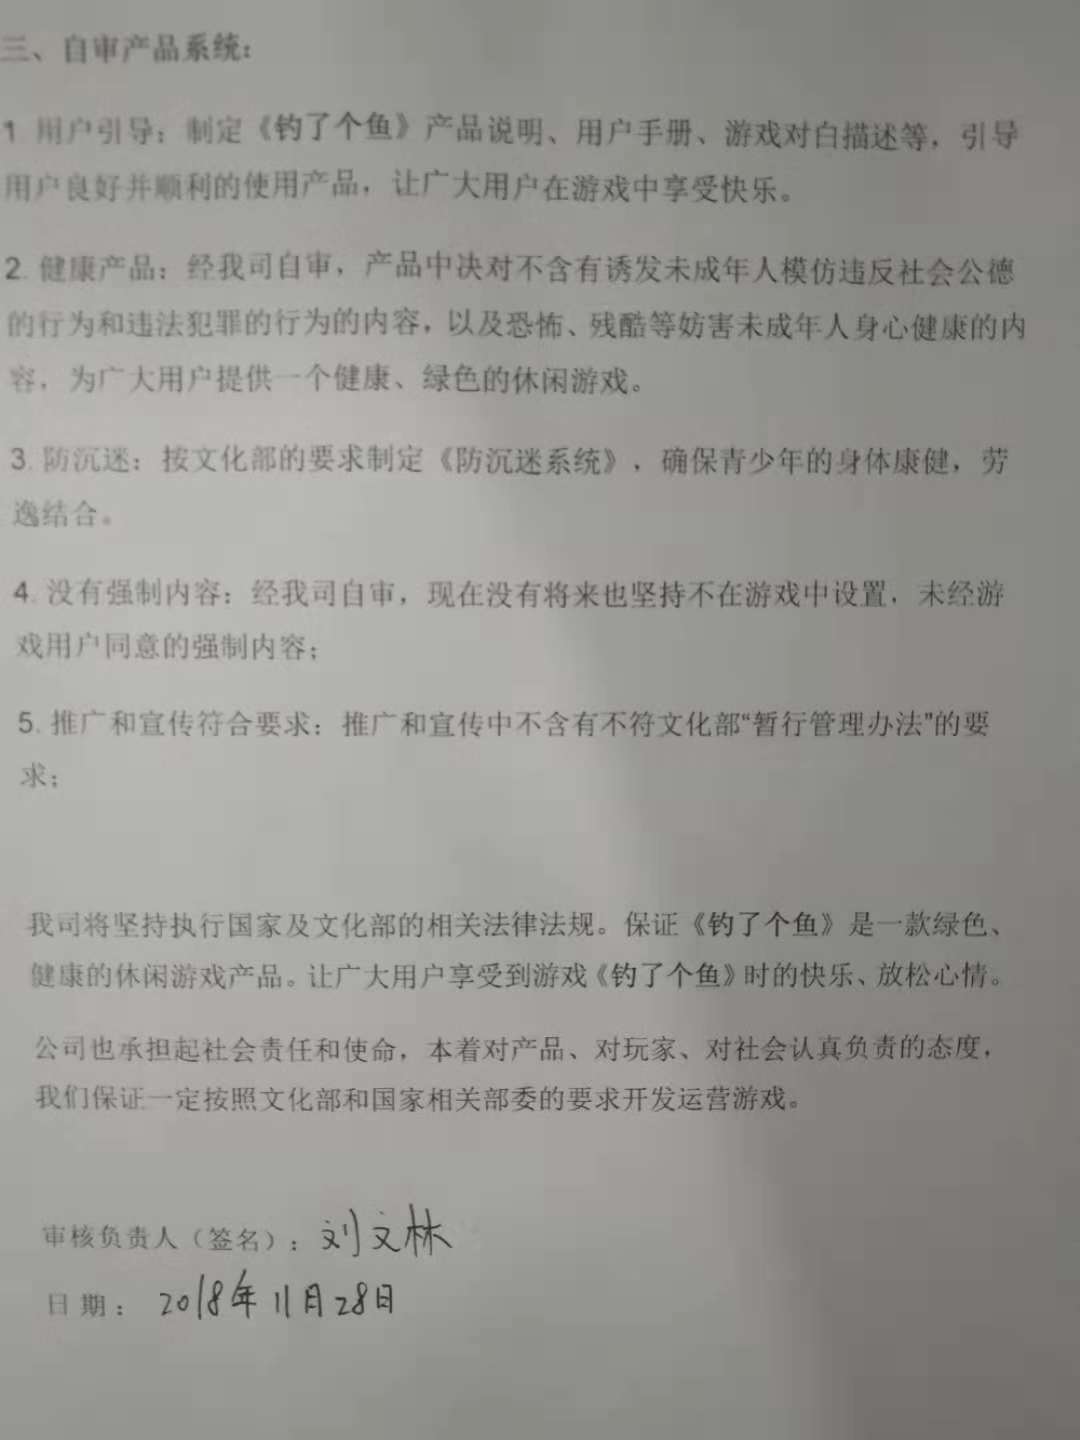 三、自审产品系统：
1. 用户引导：制定《钓了个鱼》产品说明、用户手册、游戏对白描述等，引导
用户良好并顺利的使用产品，让广大用户在游戏中享受快乐。
2. 健康产品：经我司自审，产品中决对不含有诱发未成年人模仿违反社会公德
的行为和违法犯罪的行为的内容，以及恐怖、残酷等妨害未成年人身心健康的内
容，为广大用户提供一个健康、绿色的休闲游戏。
3. 防沉迷：按文化部的要求制定《防沉迷系统》，确保青少年的身体康健，劳
逸结合。
4. 没有强制内容：经我司自审，现在没有将来也坚持不在游戏中设置，未经游
戏用户同意的强制内容；
5. 推广和宣传符合要求：推广和宣传中不含有不符文化部“暂行管理办法”的要
求；
我司将坚持执行国家及文化部的相关法律法规。保证《钓了个鱼》是一款绿色、
健康的休闲游戏产品。让广大用户享受到游戏《钓了个鱼》时的快乐、放松心情。
公司也承担起社会责任和使命，本着对产品、对玩家、对社会认真负责的态度，
我们保证一定按照文化部和国家相关部委的要求开发运营游戏。
审核负责人（签名）：刘文林
日期：2018年11月28日